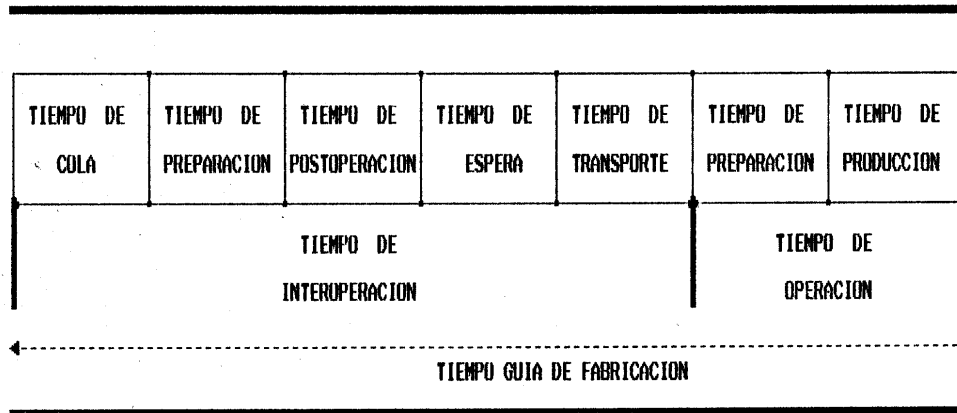 TIEMPO DE TIEMPO DE TIEMPO DE TIEMPO DE TIEMPO DE TIEMPO DE TIEMPO DE
COLA PREPARACION POSTOPERACION ESPERA TRANSPORTE PREPARACION PRODUCCION
TIEMPO DE TIEMPO DE
INTEROPERACION OPERACION
TIEMPO GUIA DE FABRICACION